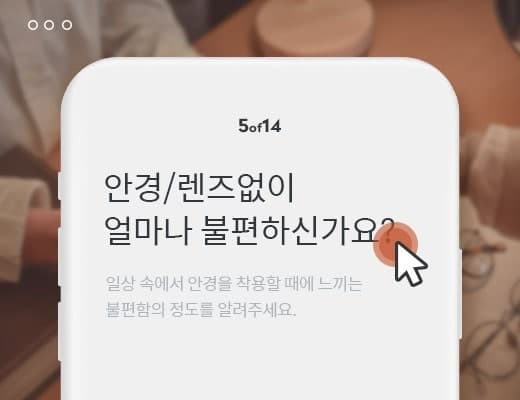 5of14
안경/렌즈없이
얼마나 불편하신가요?
일상 속에서 안경을 착용할 때에 느끼는
불편함의 정도를 알려주세요.